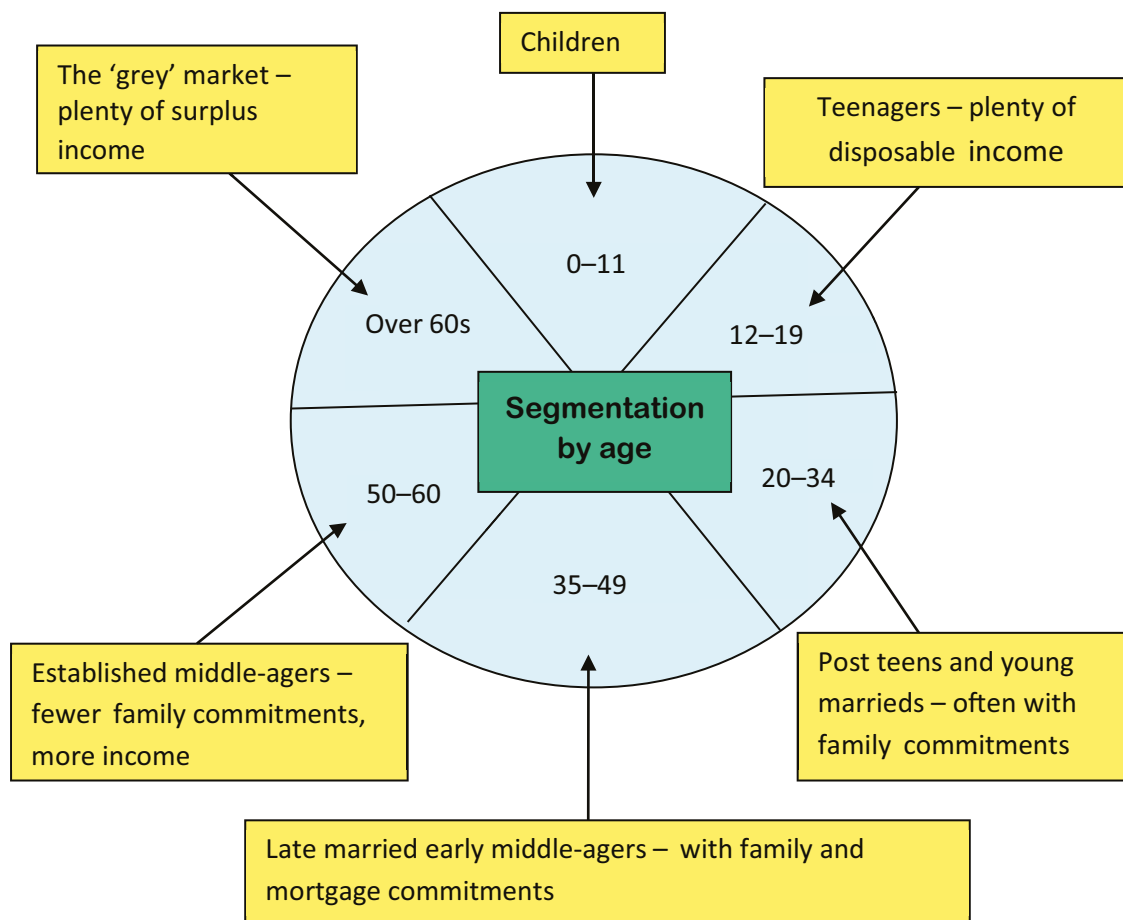 Children
The ‘grey’ market –
plenty of surplus
income
Teenagers – plenty of
disposable income
0–11
Over 60s
12–19
Segmentation
by age
50–60
20–34
35–49
Established middle-agers –
fewer family commitments,
more income
Post teens and young
marrieds – often with
family commitments
Late married early middle-agers – with family and
mortgage commitments